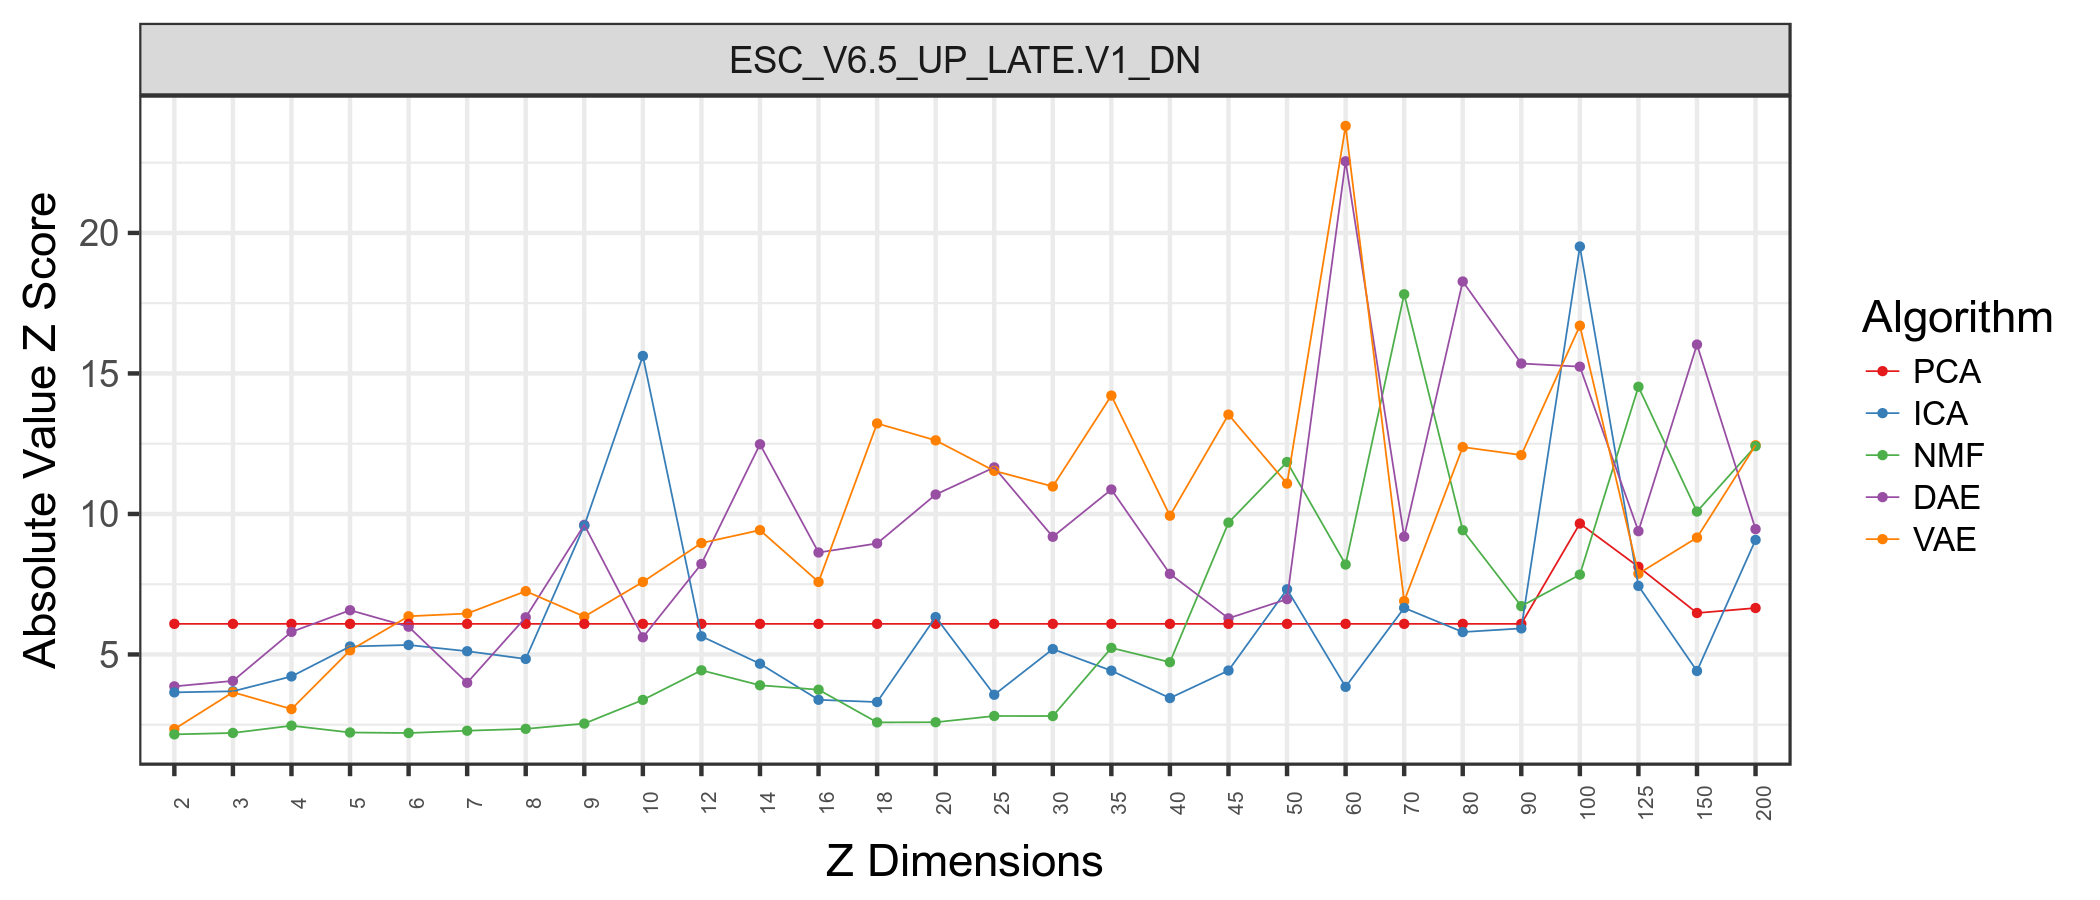 ESC_V6.5_UP_LATE.V1_DN
Absolute Value Z Score
20
15
10
5
2 3 4 5 6 7 8 9 10 12 14 16 18 20 25 30 35 40 45 50 60 70 80 90 100 125 150 200
Z Dimensions
Algorithm
PCA
ICA
NMF
DAE
VAE